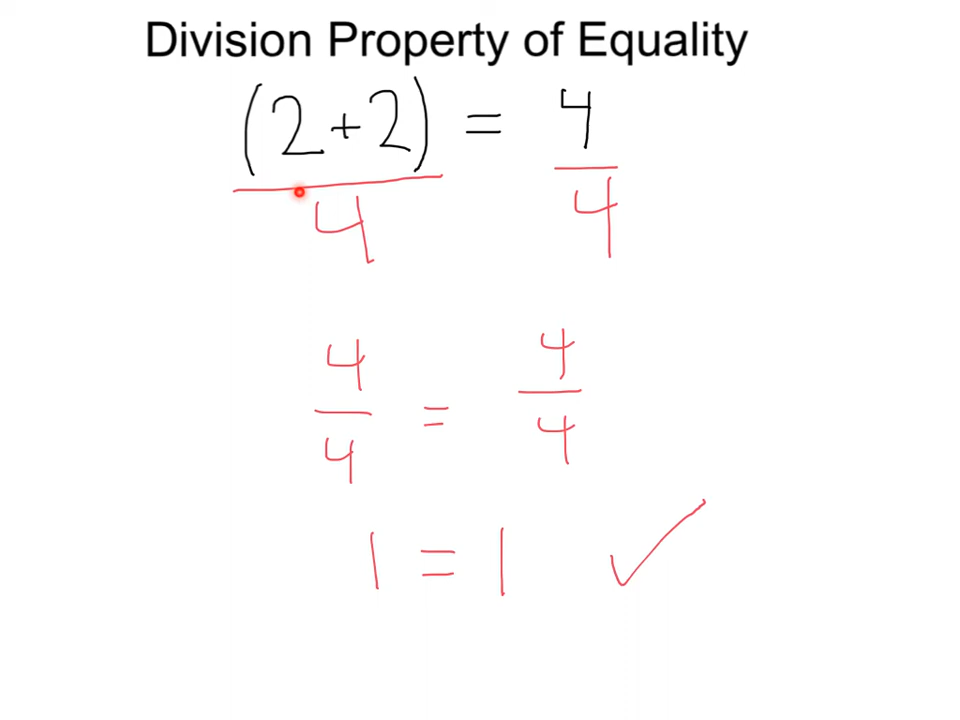 Division Property of Equality
(2+2) = 4
4 4
4 4
=
4 4
1 = 1 ✓